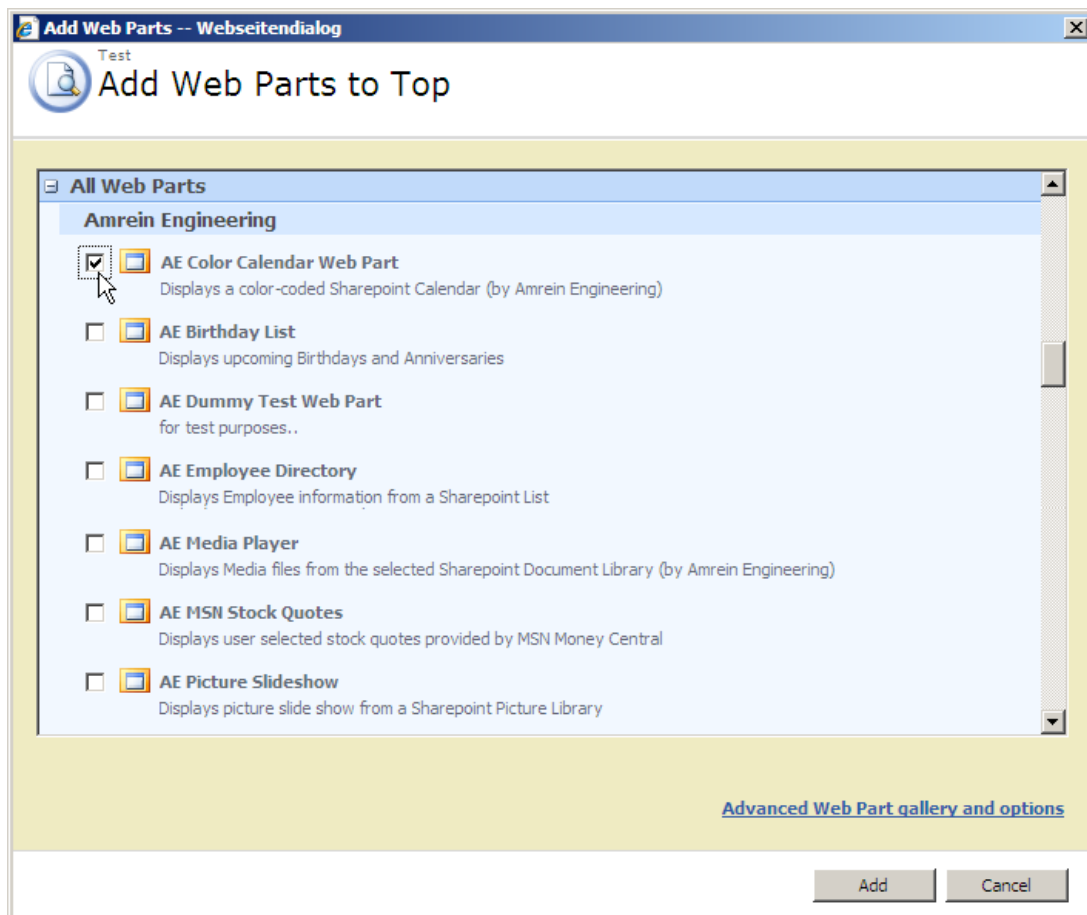 Add Web Parts -- Webseitendialog
Test
Add Web Parts to Top
All Web Parts
Amrein Engineering
AE Color Calendar Web Part
Displays a color-coded Sharepoint Calendar (by Amrein Engineering)
AE Birthday List
Displays upcoming Birthdays and Anniversaries
AE Dummy Test Web Part
for test purposes..
AE Employee Directory
Displays Employee information from a Sharepoint List
AE Media Player
Displays Media files from the selected Sharepoint Document Library (by Amrein Engineering)
AE MSN Stock Quotes
Displays user selected stock quotes provided by MSN Money Central
AE Picture Slideshow
Displays picture slide show from a Sharepoint Picture Library
Advanced Web Part gallery and options
Add Cancel